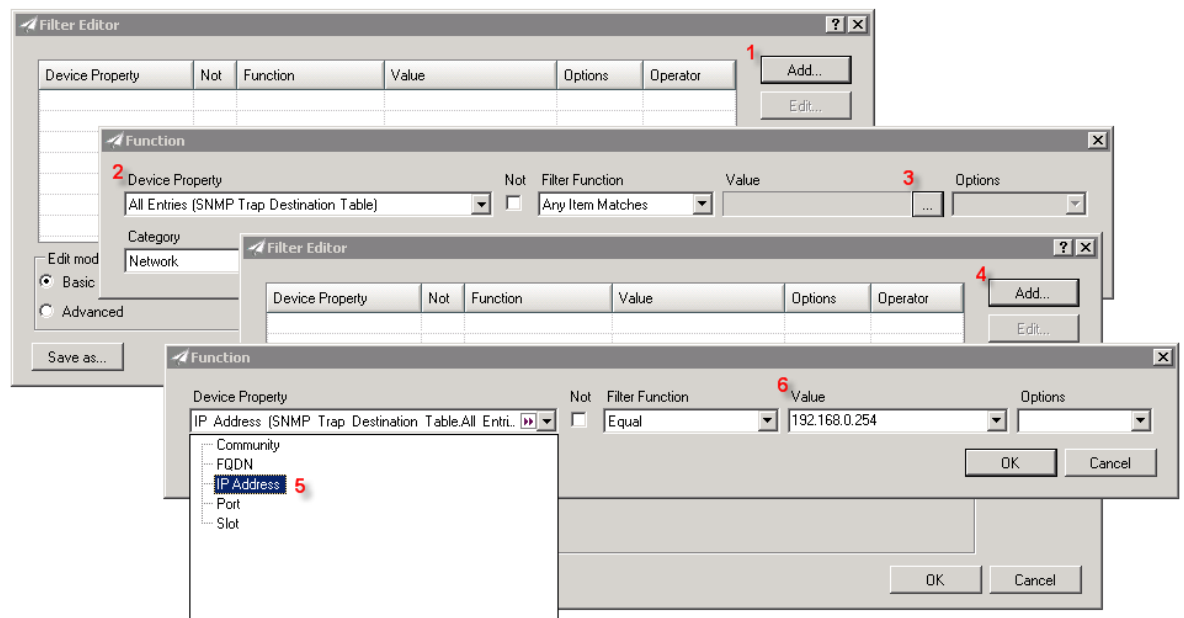 Filter Editor
1
Device Property Not Function Value Options Operator
Add...
Edit...
Function
2 Device Property Not Filter Function Value 3 Options
All Entries (SNMP Trap Destination Table) Any Item Matches ...
Category
Network
Edit mod
Basic
Advanced
Save as...
Filter Editor
4
Device Property Not Function Value Options Operator
Add...
Edit...
Function
Device Property Not Filter Function 6 Value Options
IP Address (SNMP Trap Destination Table.All Entri.. Equal 192.168.0.254
Community
FQDN
IP Address 5
Port
Slot
OK Cancel
OK Cancel